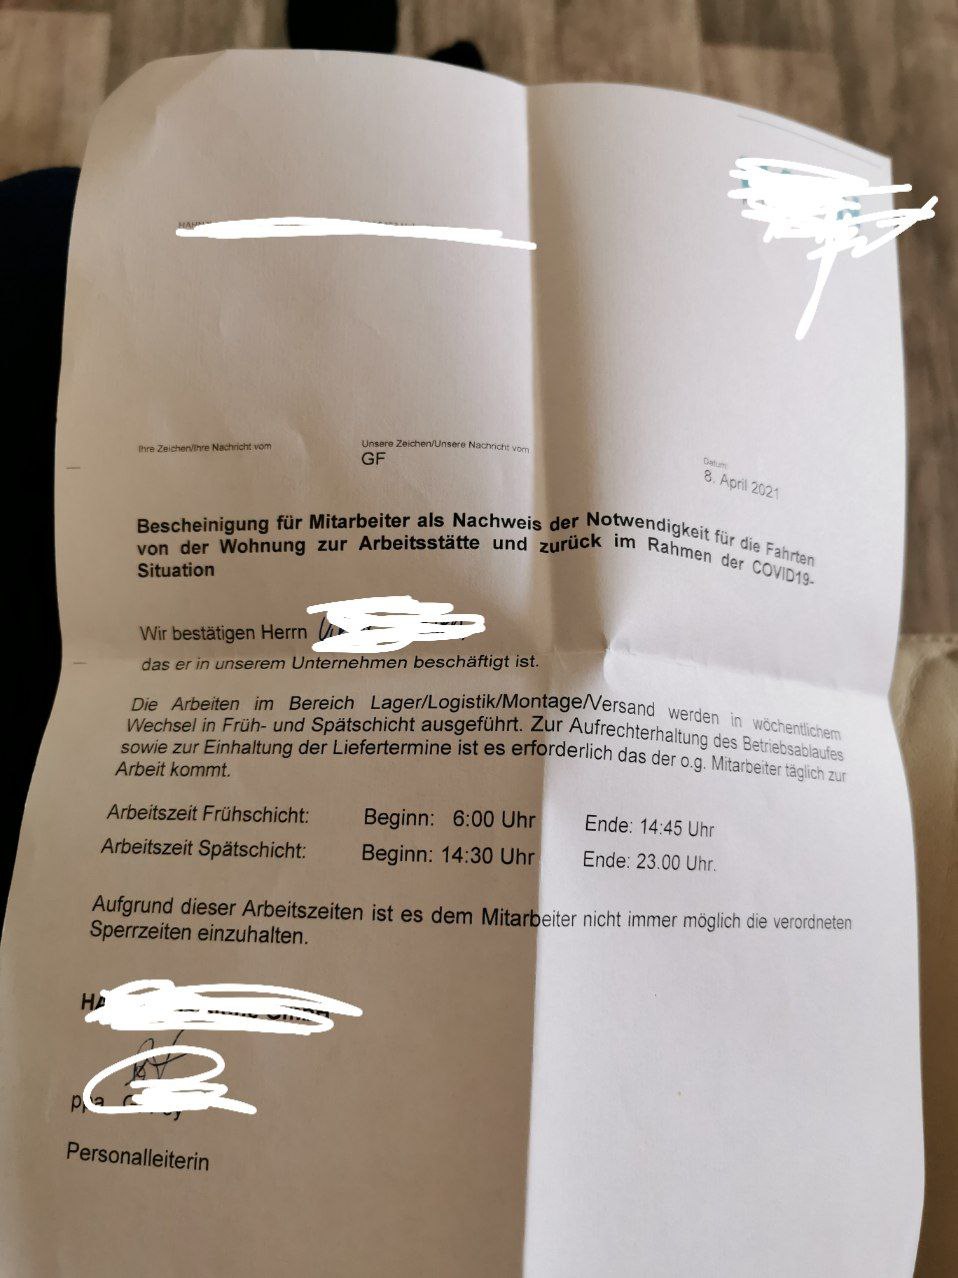 Ihre Zeichen/Ihre Nachricht vom
Unsere Zeichen/Unsere Nachricht vom
GF
Datum
8. April 2021
Bescheinigung für Mitarbeiter als Nachweis der Notwendigkeit für die Fahrten
von der Wohnung zur Arbeitsstätte und zurück im Rahmen der COVID19-
Situation
Wir bestätigen Herrn
das er in unserem Unternehmen beschäftigt ist.
Die Arbeiten im Bereich Lager/Logistik/Montage/Versand werden in wöchentlichem
Wechsel in Früh- und Spätschicht ausgeführt. Zur Aufrechterhaltung des Betriebsablaufes
sowie zur Einhaltung der Liefertermine ist es erforderlich das der o.g. Mitarbeiter täglich zur
Arbeit kommt.
Arbeitszeit Frühschicht: Beginn: 6:00 Uhr Ende: 14:45 Uhr
Arbeitszeit Spätschicht: Beginn: 14:30 Uhr Ende: 23.00 Uhr.
Aufgrund dieser Arbeitszeiten ist es dem Mitarbeiter nicht immer möglich die verordneten
Sperrzeiten einzuhalten.
ppa
Personalleiterin